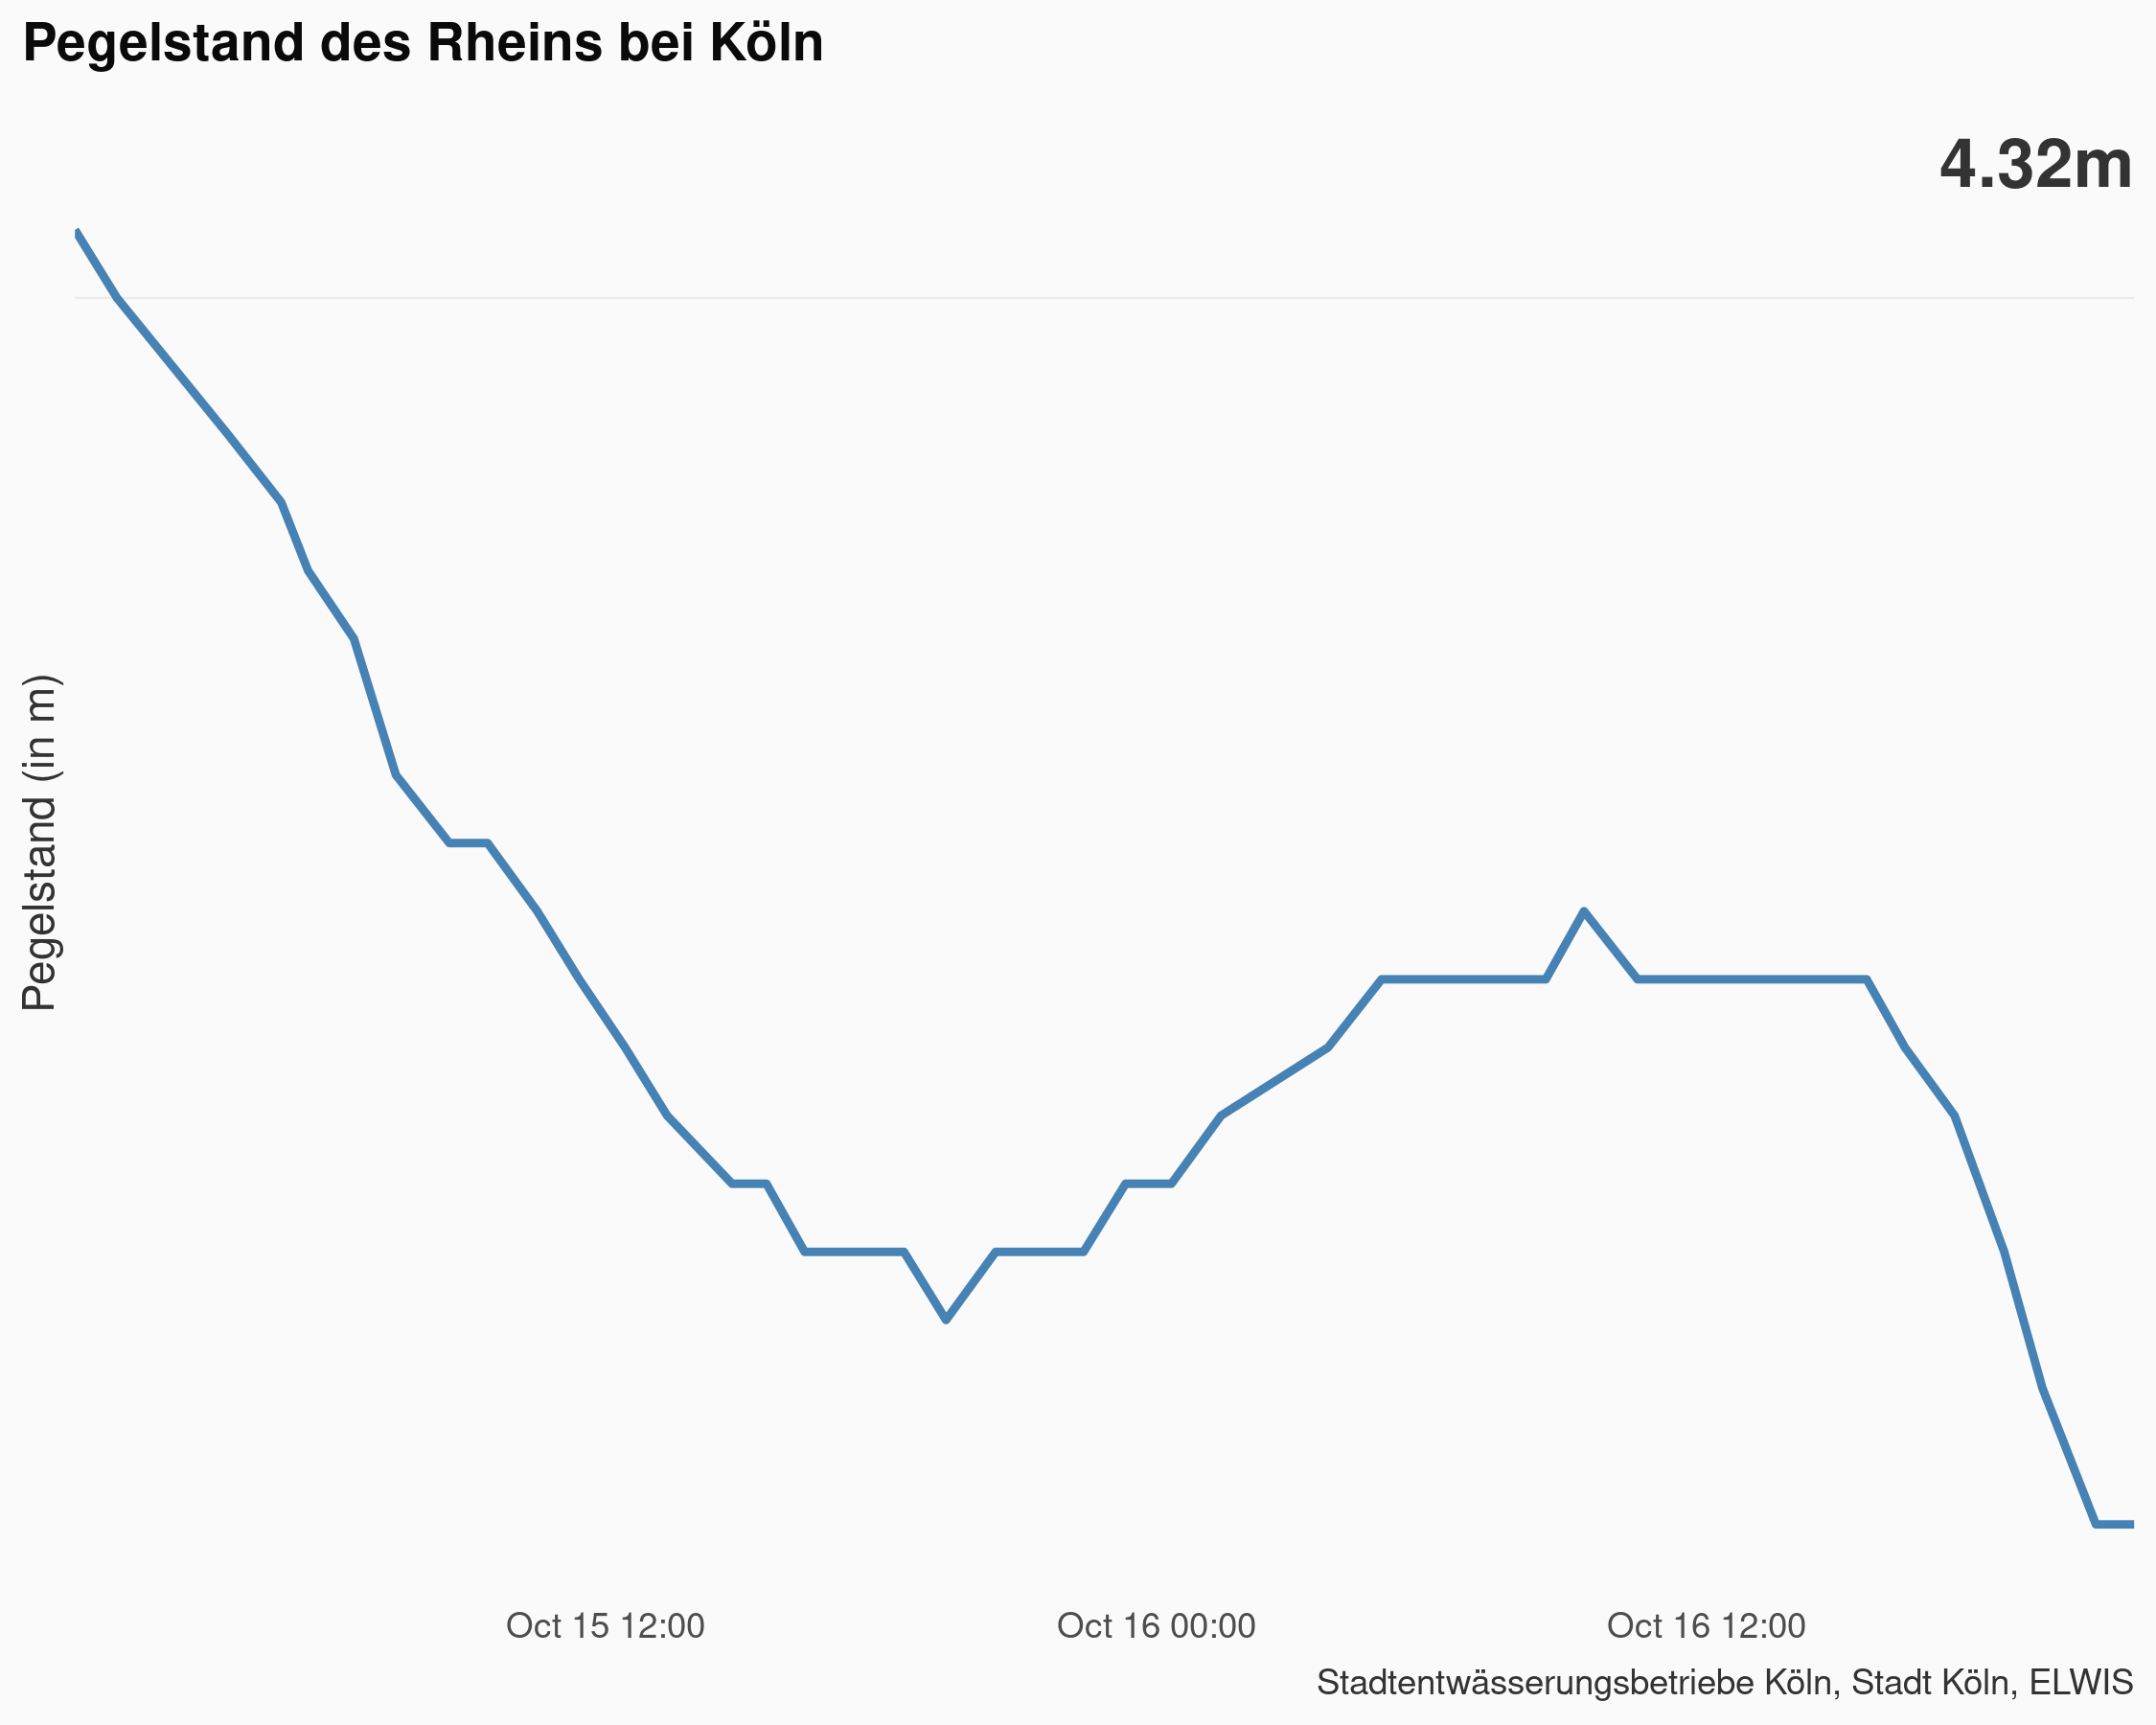 Pegelstand des Rheins bei Köln
4.32m
Pegelstand (in m)
Oct 15 12:00
Oct 16 00:00
Oct 16 12:00
Stadtentwässerungsbetriebe Köln, Stadt Köln, ELWIS